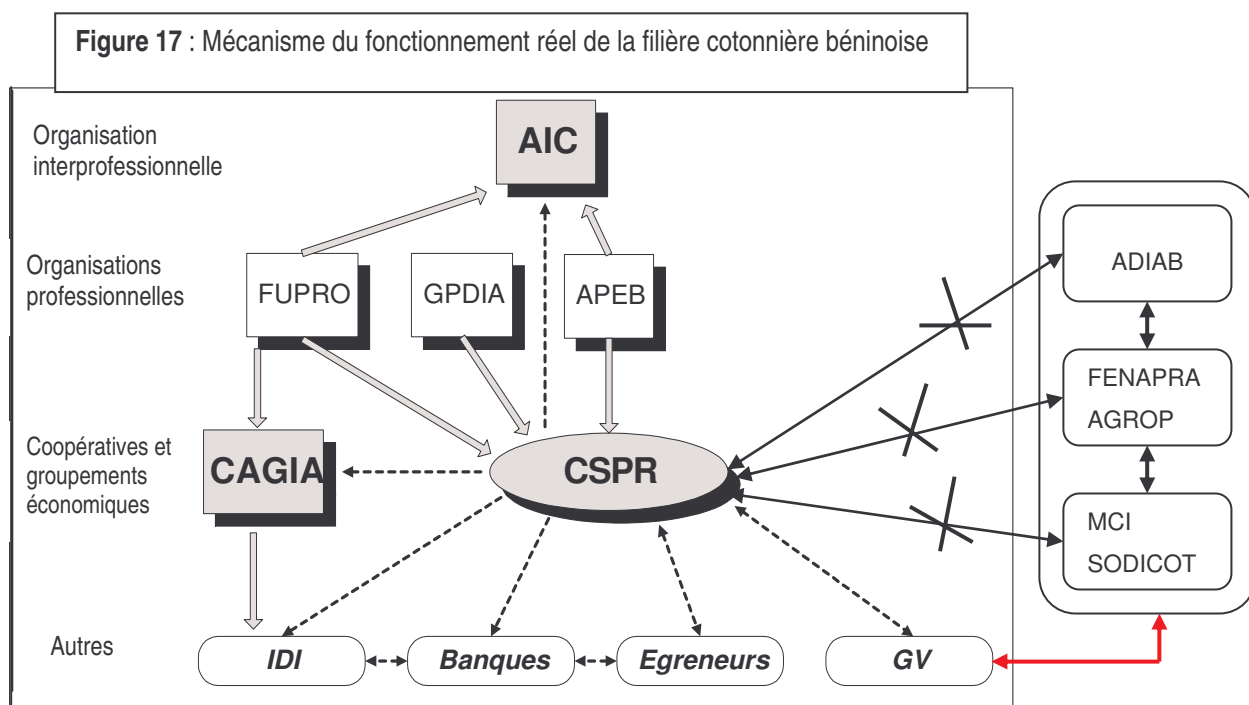 Figure 17 : Mécanisme du fonctionnement réel de la filière cotonnière béninoise
Organisation
interprofessionnelle
AIC
Organisations
professionnelles
FUPRO
GPDIA
APEB
ADIAB
FENAPRA
AGROP
Coopératives et
groupements
économiques
CAGIA
CSPR
MCI
SODICOT
Autres
IDI
Banques
Egreneurs
GV